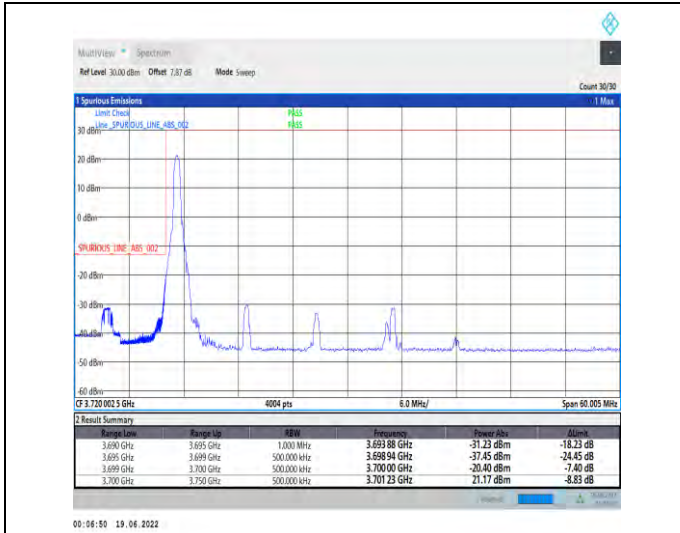 MultiView Spectrum
Ref Level 30.00 dBm Offset 7.87 dB Mode Sweep
Count 30/30
1 Spurious Emissions 1 Max
Limit Check PASS
Line _SPURIOUS_LINE_ABS_002 PASS
30 dBm
20 dBm
10 dBm
0 dBm
_SPURIOUS_LINE_ABS_002
-20 dBm
-30 dBm
-40 dBm
-50 dBm
-60 dBm
CF 3.720 002 5 GHz 4004 pts 6.0 MHz/ Span 60.005 MHz
2 Result Summary
Range Low Range Up RBW Frequency Power Abs ΔLimit
3.690 GHz 3.695 GHz 1.000 MHz 3.693 88 GHz -31.23 dBm -18.23 dB
3.695 GHz 3.699 GHz 500.000 kHz 3.698 94 GHz -37.45 dBm -24.45 dB
3.699 GHz 3.700 GHz 500.000 kHz 3.700 00 GHz -20.40 dBm -7.40 dB
3.700 GHz 3.750 GHz 500.000 kHz 3.701 23 GHz 21.17 dBm -8.83 dB
00:06:50 19.06.2022